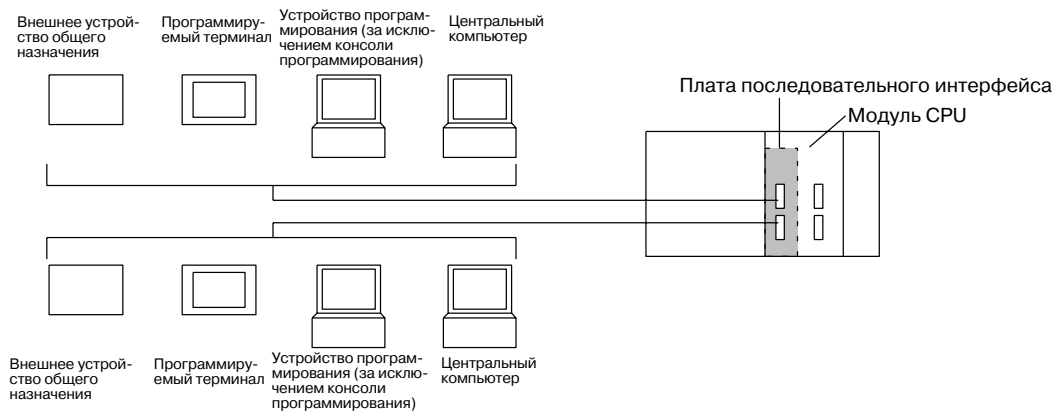 Внешнее устрой-
ство общего
назначения
Программиру-
емый терминал
Устройство програм-
мирования (за исклю-
чением консоли
программирования)
Центральный
компьютер
Плата последовательного интерфейса
Модуль CPU
Внешнее устрой-
ство общего
назначения
Программиру-
емый терминал
Устройство програм-
мирования (за исклю-
чением консоли
программирования)
Центральный
компьютер